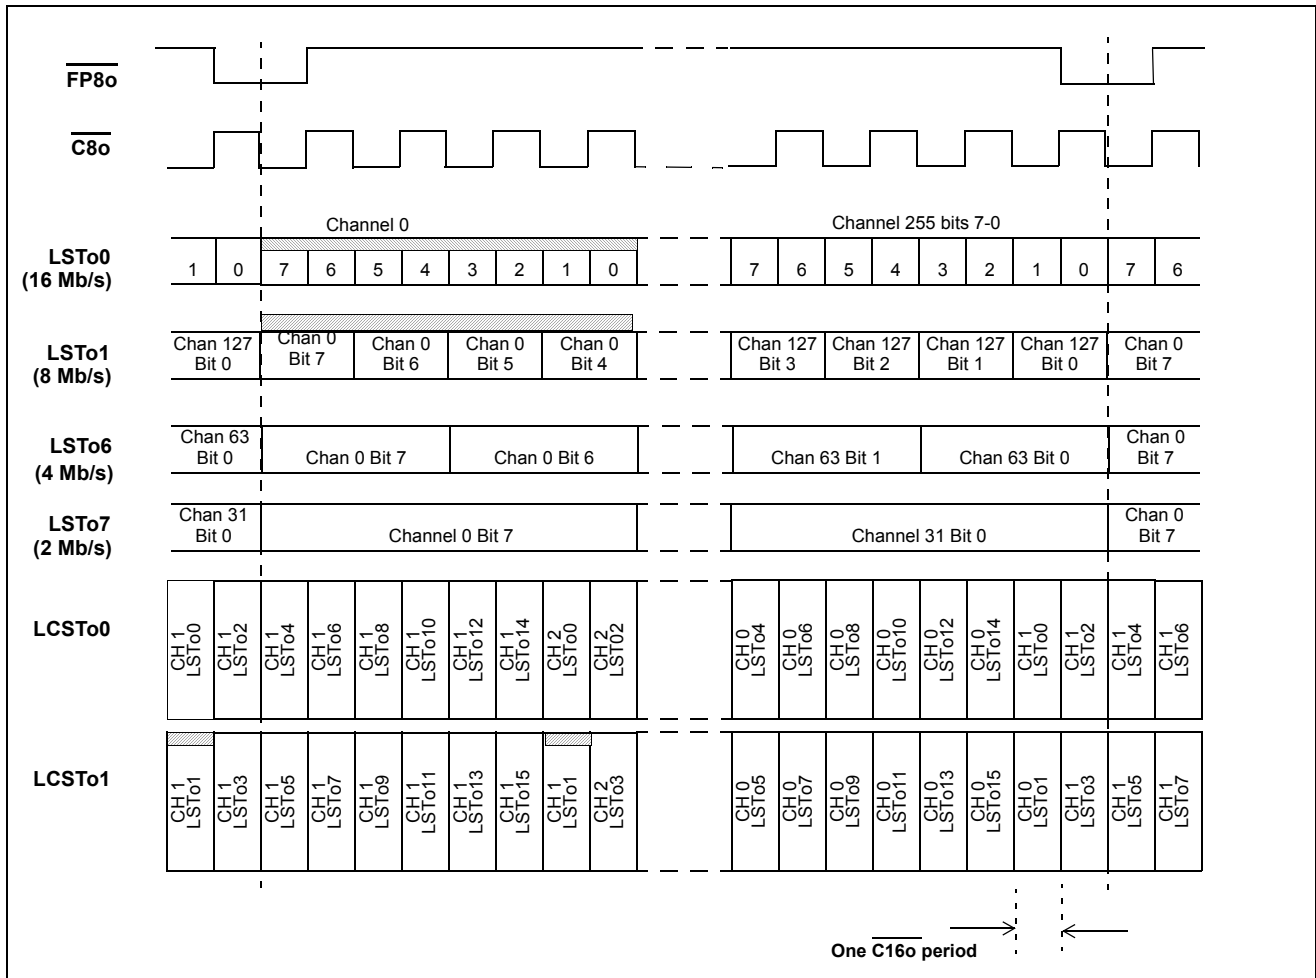 FP8o
C8o
Channel 0
Channel 255 bits 7-0
LSTo0
(16 Mb/s)
1 0 7 6 5 4 3 2 1 0 7 6 5 4 3 2 1 0 7 6
LSTo1
(8 Mb/s)
Chan 127 Chan 0 Chan 0 Chan 0 Chan 0 Chan 127 Chan 127 Chan 127 Chan 127 Chan 0
Bit 0 Bit 7 Bit 6 Bit 5 Bit 4 Bit 3 Bit 2 Bit 1 Bit 0 Bit 7
LSTo6
(4 Mb/s)
Chan 63
Bit 0
Chan 0 Bit 7
Chan 0 Bit 6
Chan 63 Bit 1
Chan 63 Bit 0
Chan 0
Bit 7
LSTo7
(2 Mb/s)
Chan 31
Bit 0
Channel 0 Bit 7
Channel 31 Bit 0
Chan 0
Bit 7
LCSTo0
CH 1
LSTo0
CH 1
LSTo2
CH 1
LSTo4
CH 1
LSTo6
CH 1
LSTo8
CH 1
LSTo10
CH 1
LSTo12
CH 1
LSTo14
CH 2
LSTo0
CH 2
LSTO2
CH 0
LSTo4
CH 0
LSTo6
CH 0
LSTo8
CH 0
LSTo10
CH 0
LSTo12
CH 0
LSTo14
CH 1
LSTo0
CH 1
LSTo2
CH 1
LSTo4
CH 1
LSTo6
LCSTo1
CH 1
LSTo1
CH 1
LSTo3
CH 1
LSTo5
CH 1
LSTo7
CH 1
LSTo9
CH 1
LSTo11
CH 1
LSTo13
CH 1
LSTo15
CH 1
LSTo1
CH 2
LSTo3
CH 0
LSTo5
CH 0
LSTo7
CH 0
LSTo9
CH 0
LSTo11
CH 0
LSTo13
CH 0
LSTo15
CH 0
LSTo1
CH 1
LSTo3
CH 1
LSTo5
CH 1
LSTo7
One C16o period